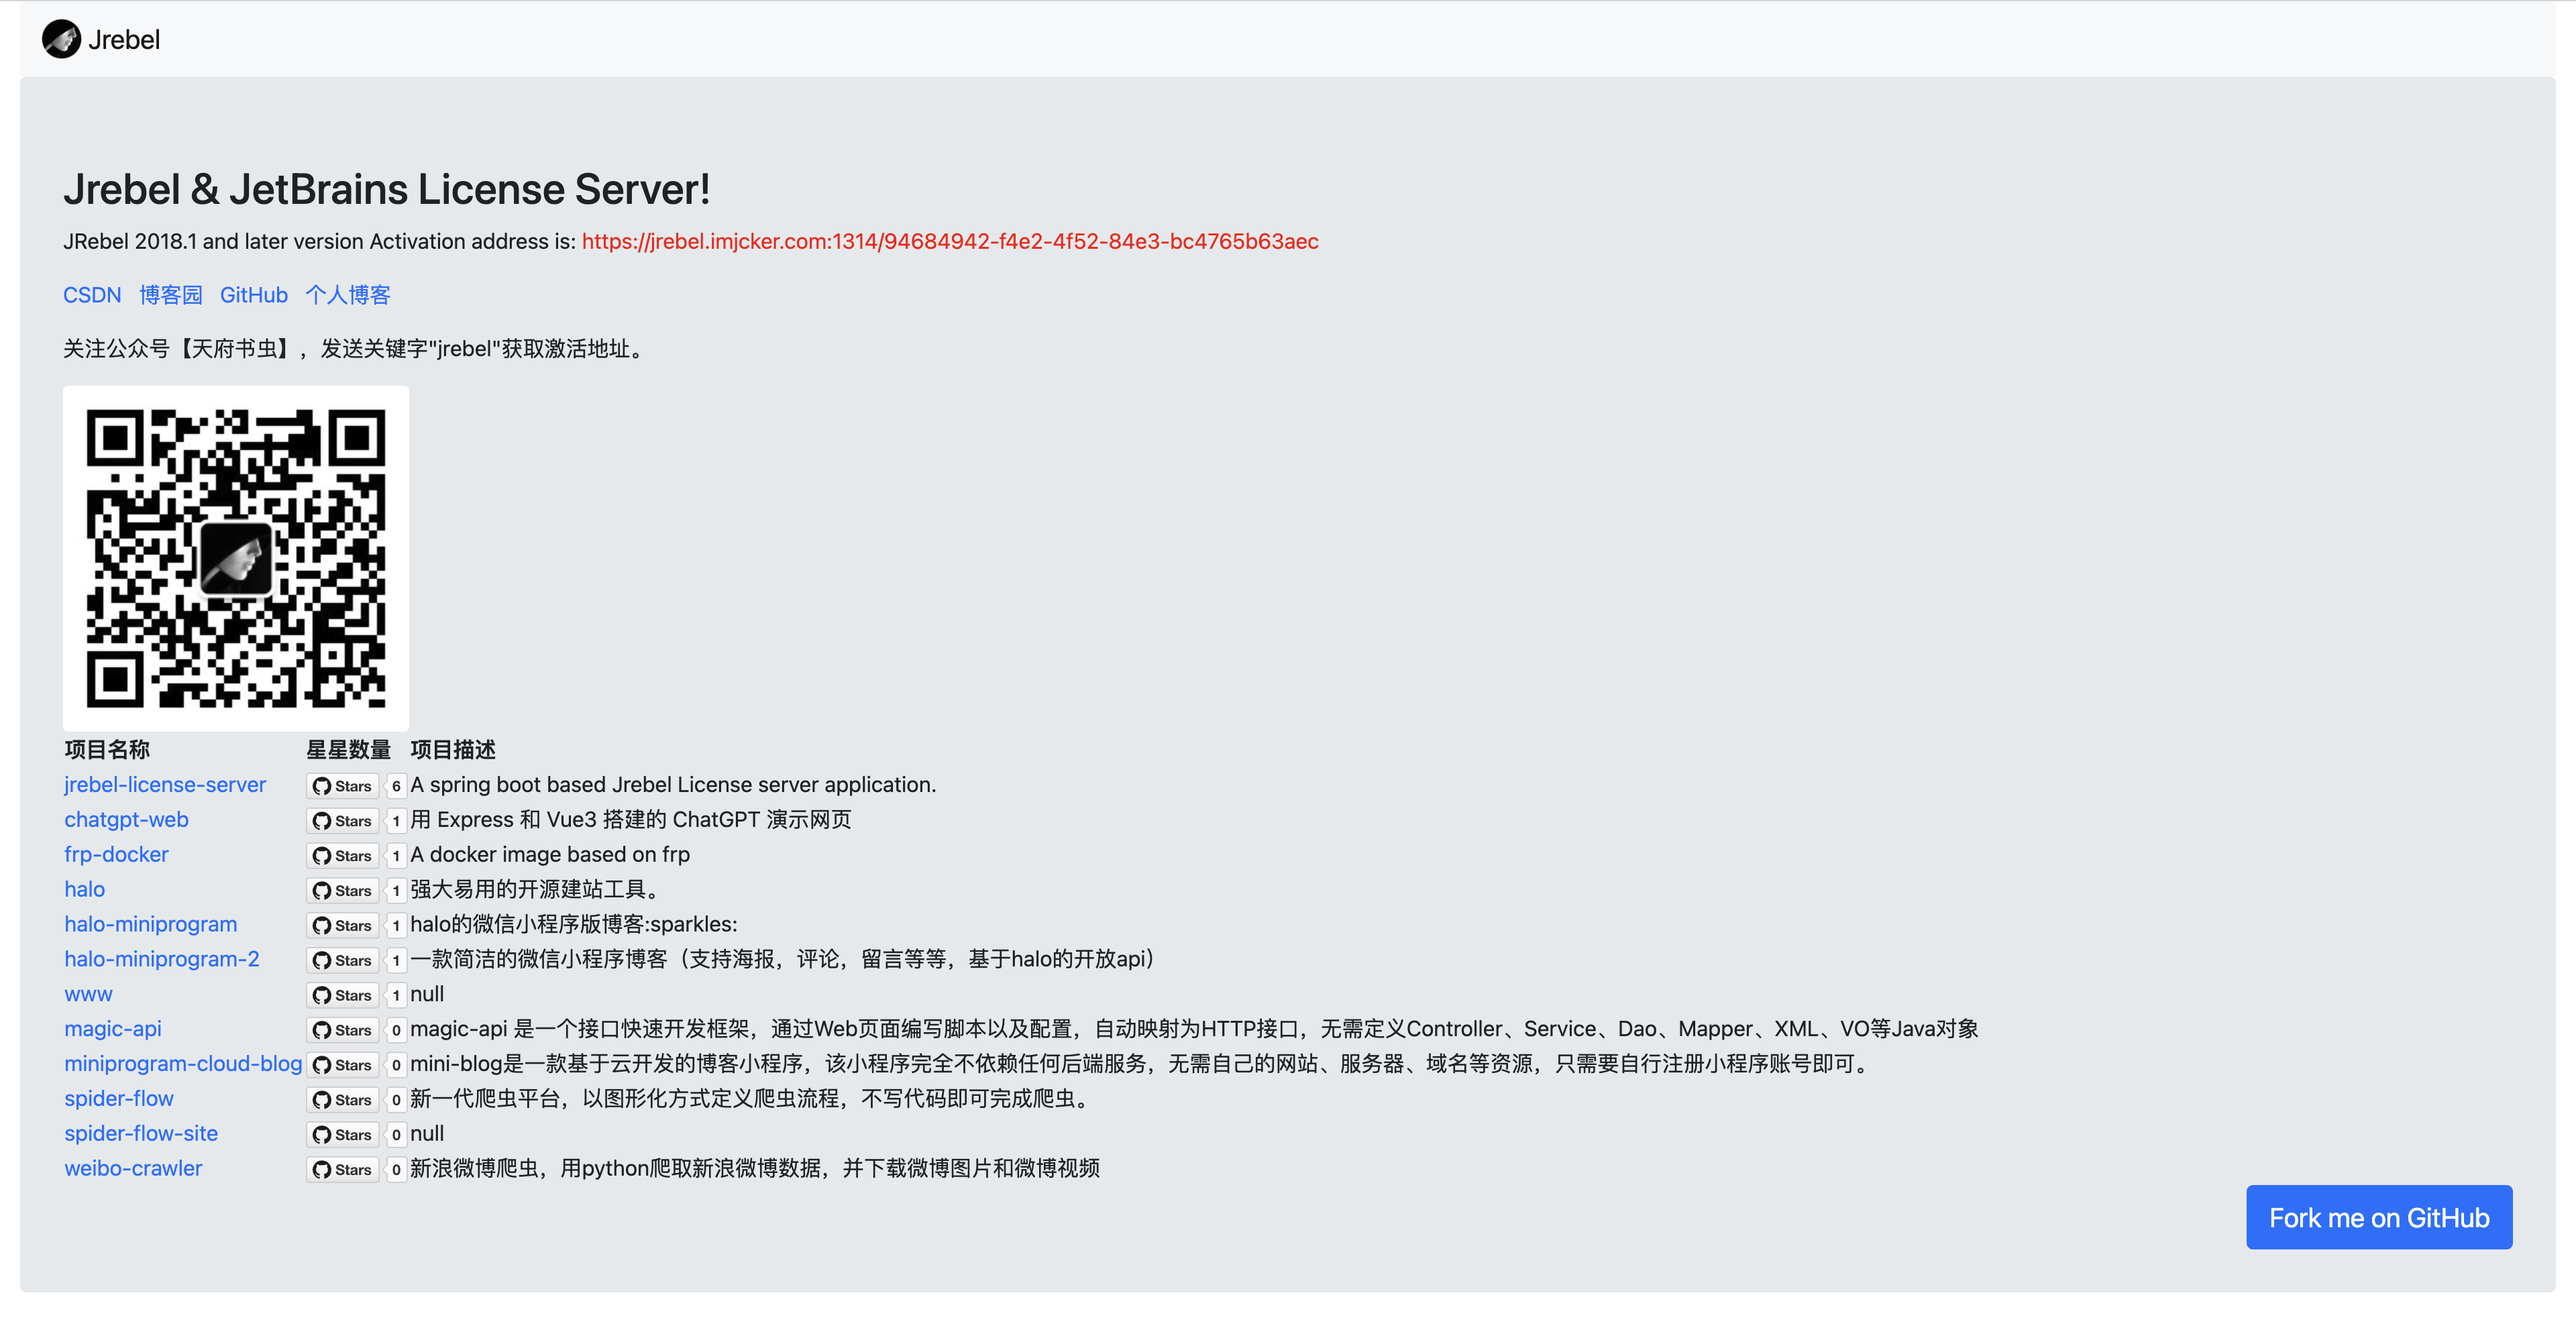 Jrebel
Jrebel & JetBrains License Server!
JRebel 2018.1 and later version Activation address is: https://jrebel.imjcker.com:1314/94684942-f4e2-4f52-84e3-bc4765b63aec
CSDN 博客园 GitHub 个人博客
关注公众号【天府书虫】，发送关键字"jrebel"获取激活地址。
项目名称 星星数量 项目描述
jrebel-license-server Stars 6 A spring boot based Jrebel License server application.
chatgpt-web Stars 1 用 Express 和 Vue3 搭建的 ChatGPT 演示网页
frp-docker Stars 1 A docker image based on frp
halo Stars 1 强大易用的开源建站工具。
halo-miniprogram Stars 1 halo的微信小程序版博客:sparkles:
halo-miniprogram-2 Stars 1 一款简洁的微信小程序博客（支持海报，评论，留言等等，基于halo的开放api）
www Stars 1 null
magic-api Stars 0 magic-api 是一个接口快速开发框架，通过Web页面编写脚本以及配置，自动映射为HTTP接口，无需定义Controller、Service、Dao、Mapper、XML、VO等Java对象
miniprogram-cloud-blog Stars 0 mini-blog是一款基于云开发的博客小程序，该小程序完全不依赖任何后端服务，无需自己的网站、服务器、域名等资源，只需要自行注册小程序账号即可。
spider-flow Stars 0 新一代爬虫平台，以图形化方式定义爬虫流程，不写代码即可完成爬虫。
spider-flow-site Stars 0 null
weibo-crawler Stars 0 新浪微博爬虫，用python爬取新浪微博数据，并下载微博图片和微博视频
Fork me on GitHub